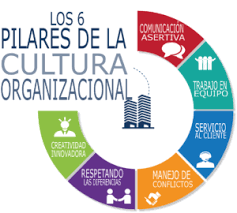 LOS 6
PILARES DE LA
CULTURA
ORGANIZACIONAL
COMUNICACIÓN
ASERTIVA
TRABAJO EN
EQUIPO
SERVICIO
AL CLIENTE
MANEJO DE
CONFLICTOS
RESPETANDO
LAS DIFERENCIAS
CREATIVIDAD
INNOVADORA